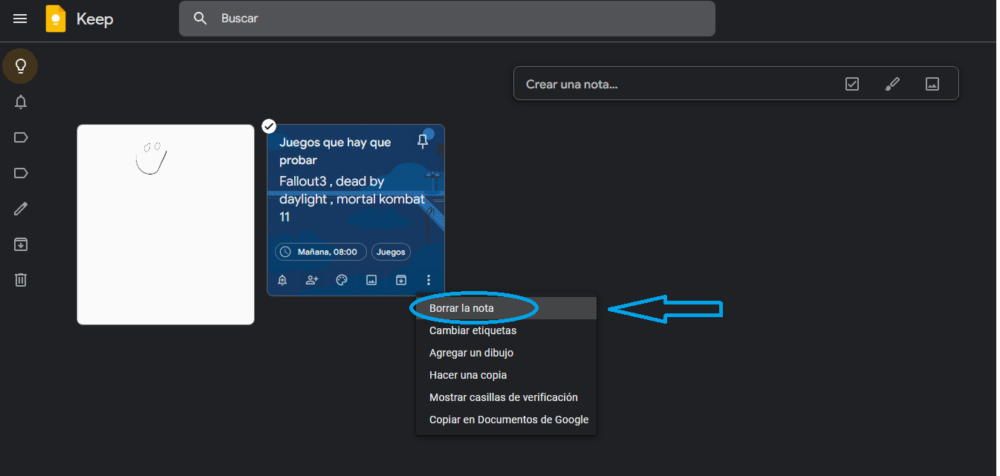 Keep
Buscar
Crear una nota...
Juegos que hay que
probar
Fallout3 , dead by
daylight , mortal kombat
11
Mañana, 08:00
Juegos
Borrar la nota
Cambiar etiquetas
Agregar un dibujo
Hacer una copia
Mostrar casillas de verificación
Copiar en Documentos de Google